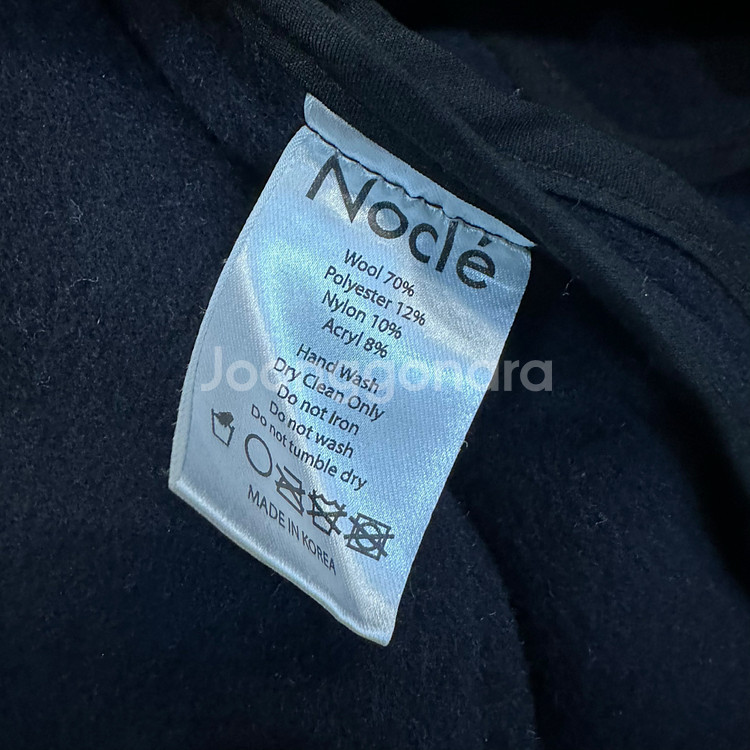 Noclé
Wool 70%
Polyester 12%
Nylon 10%
Acryl 8%
Hand Wash
Dry Clean Only
Do not Iron
Do not wash
Do not tumble dry
MADE IN KOREA
Joonggonara